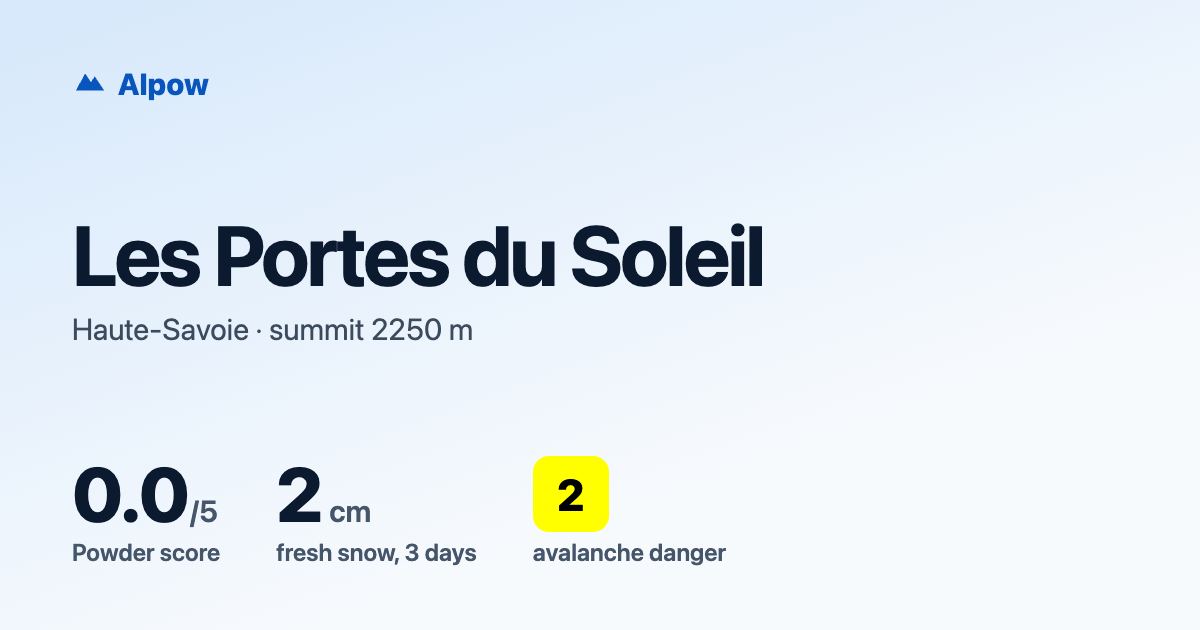 Alpow
Les Portes du Soleil
Haute-Savoie · summit 2250 m
0.0/5 2 cm 2
Powder score fresh snow, 3 days avalanche danger